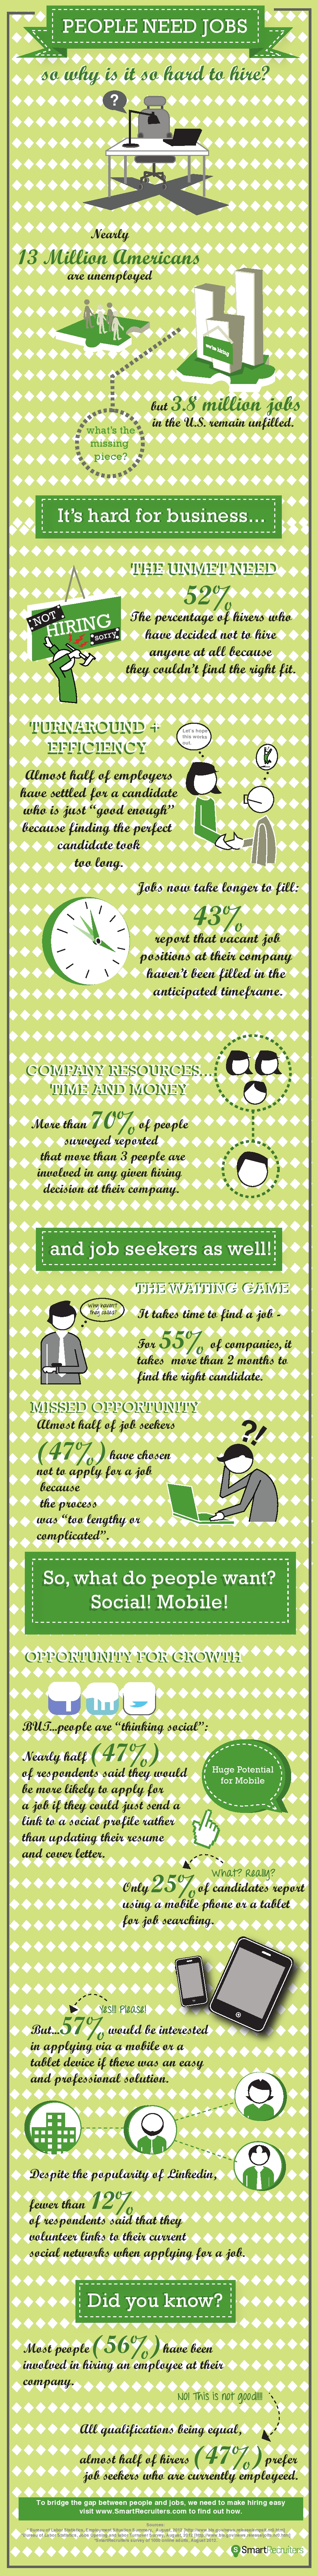 PEOPLE NEED JOBS
so why is it so hard to hire?
?
Nearly
13 Million Americans
are unemployed
we're hiring
but 3.8 million jobs
in the U.S. remain unfilled.
what's the
missing
piece?
It's hard for business...
THE UNMET NEED
52%
The percentage of hirers who
have decided not to hire
anyone at all because
they couldn't find the right fit.
NOT
HIRING
sorry
TURNAROUND +
EFFICIENCY
Let's hope
this works
out
Almost half of employers
have settled for a candidate
who is just "good enough"
because finding the perfect
candidate took
too long.
Jobs now take longer to fill:
43%
report that vacant job
positions at their company
haven't been filled in the
anticipated timeframe.
COMPANY RESOURCES...
TIME AND MONEY
More than 70% of people
surveyed reported
that more than 3 people are
involved in any given hiring
decision at their company.
and job seekers as well!
THE WAITING GAME
why haven't
they called?
It takes time to find a job -
For 55% of companies, it
takes more than 2 months to
find the right candidate.
MISSED OPPORTUNITY
Almost half of job seekers
(47%) have chosen
not to apply for a job
because
the process
was "too lengthy or
complicated".
??!
So, what do people want?
Social! Mobile!
OPPORTUNITY FOR GROWTH
f
in
BUT...people are "thinking social":
Nearly half (47%)
of respondents said they would
be more likely to apply for
a job if they could just send a
link to a social profile rather
than updating their resume
and cover letter.
Huge Potential
for Mobile
What? Really?
Only 25% of candidates report
using a mobile phone or a tablet
for job searching.
Yes!! Please!
But...57% would be interested
in applying via a mobile or a
tablet device if there was an easy
and professional solution.
Despite the popularity of Linkedin,
fewer than 12%
of respondents said that they
volunteer links to their current
social networks when applying for a job.
Did you know?
Most people (56%) have been
involved in hiring an employee at their
company.
NO! This is not good!!!!
All qualifications being equal,
almost half of hirers (47%) prefer
job seekers who are currently employed.
To bridge the gap between people and jobs, we need to make hiring easy
visit www.SmartRecruiters.com to find out how.
Sources:
SmartRecruiters